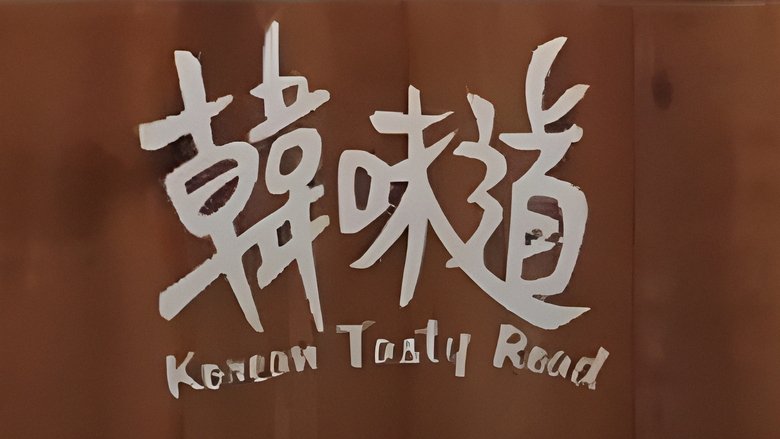 韓味道
Korean Tasty Road